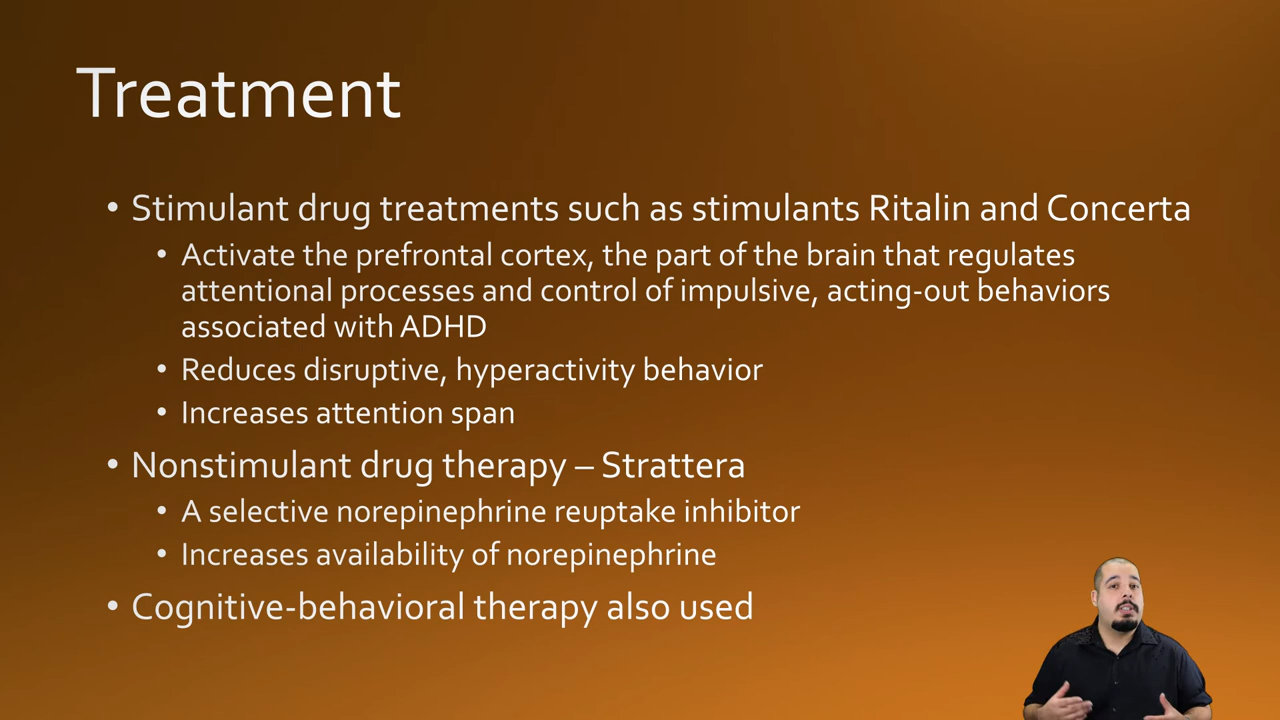 Treatment
• Stimulant drug treatments such as stimulants Ritalin and Concerta
• Activate the prefrontal cortex, the part of the brain that regulates
attentional processes and control of impulsive, acting-out behaviors
associated with ADHD
• Reduces disruptive, hyperactivity behavior
• Increases attention span
• Nonstimulant drug therapy – Strattera
• A selective norepinephrine reuptake inhibitor
• Increases availability of norepinephrine
• Cognitive-behavioral therapy also used